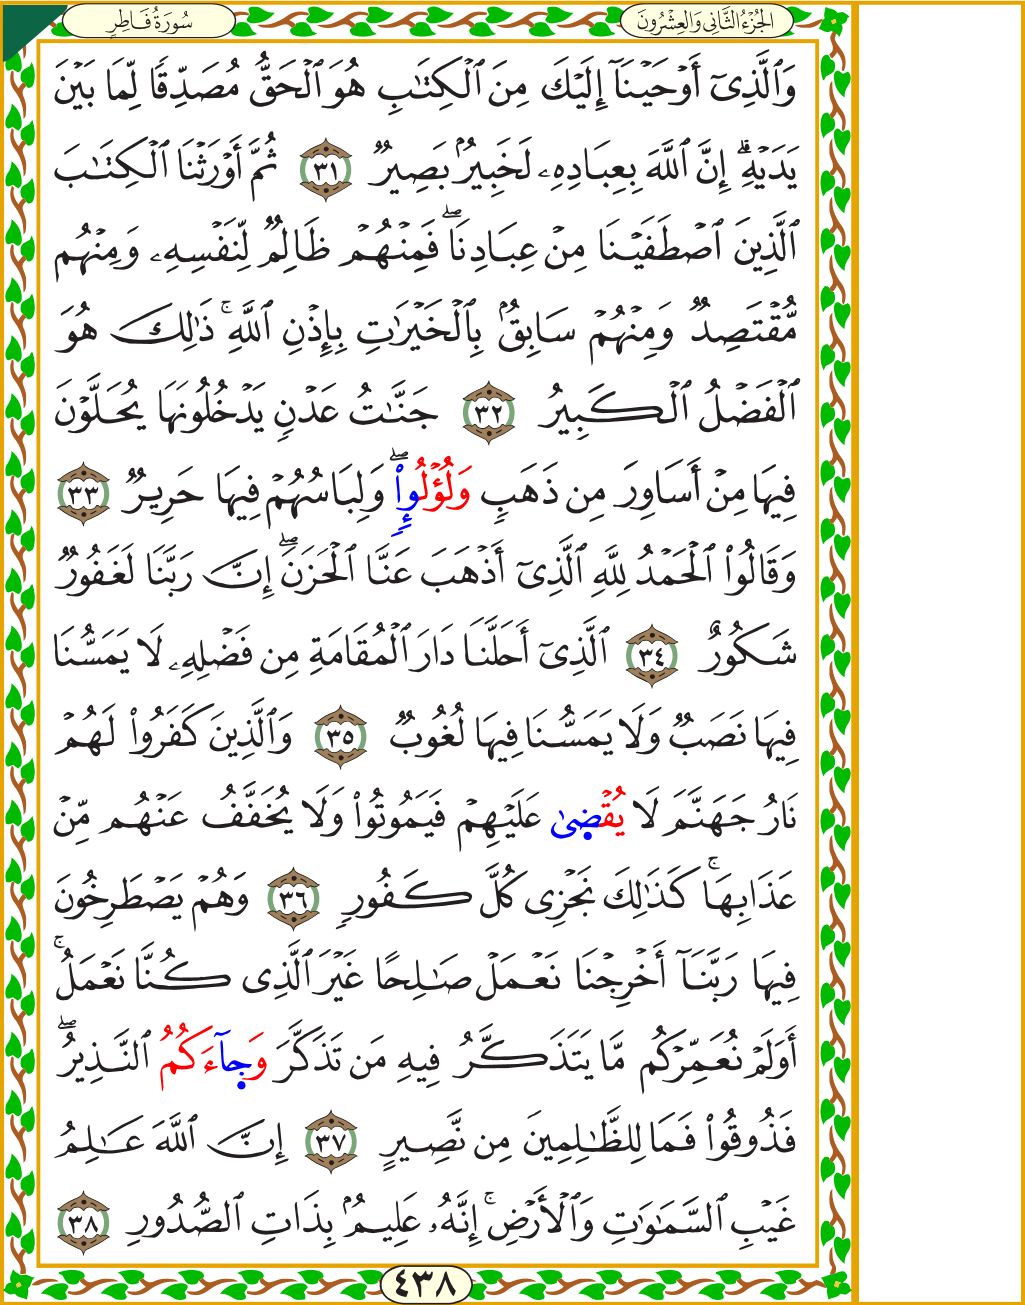 سُورَةُ فَاطِرٍ
الجُزْءُ الثَّانِي وَالعِشْرُونَ
وَٱلَّذِىٓ أَوْحَيْنَآ إِلَيْكَ مِنَ ٱلْكِتَٰبِ هُوَ ٱلْحَقُّ مُصَدِّقًا لِّمَا بَيْنَ
يَدَيْهِۗ إِنَّ ٱللَّهَ بِعِبَادِهِۦ لَخَبِيرٌۢ بَصِيرٌ ٣١ ثُمَّ أَوْرَثْنَا ٱلْكِتَٰبَ
ٱلَّذِينَ ٱصْطَفَيْنَا مِنْ عِبَادِنَاۖ فَمِنْهُمْ ظَالِمٌ لِّنَفْسِهِۦ وَمِنْهُم
مُّقْتَصِدٌ وَمِنْهُمْ سَابِقٌۢ بِٱلْخَيْرَٰتِ بِإِذْنِ ٱللَّهِۚ ذَٰلِكَ هُوَ
ٱلْفَضْلُ ٱلْكَبِيرُ ٣٢ جَنَّٰتُ عَدْنٍ يَدْخُلُونَهَا يُحَلَّوْنَ
فِيهَا مِنْ أَسَاوِرَ مِن ذَهَبٍ وَلُؤْلُوٕٕاْۖ وَلِبَاسُهُمْ فِيهَا حَرِيرٌ ٣٣
وَقَالُواْ ٱلْحَمْدُ لِلَّهِ ٱلَّذِىٓ أَذْهَبَ عَنَّا ٱلْحَزَنَۖ إِنَّ رَبَّنَا لَغَفُورٌ
شَكُورٌ ٣٤ ٱلَّذِىٓ أَحَلَّنَا دَارَ ٱلْمُقَامَةِ مِن فَضْلِهِۦ لَا يَمَسُّنَا
فِيهَا نَصَبٌ وَلَا يَمَسُّنَا فِيهَا لُغُوبٌ ٣٥ وَٱلَّذِينَ كَفَرُواْ لَهُمْ
نَارُ جَهَنَّمَ لَا يُقْضِىٰ عَلَيْهِمْ فَيَمُوتُواْ وَلَا يُخَفَّفُ عَنْهُم مِّنْ
عَذَابِهَاۚ كَذَٰلِكَ نَجْزِى كُلَّ كَفُورٍ ٣٦ وَهُمْ يَصْطَرِخُونَ
فِيهَا رَبَّنَآ أَخْرِجْنَا نَعْمَلْ صَٰلِحًا غَيْرَ ٱلَّذِى كُنَّا نَعْمَلُۚ
أَوَلَمْ نُعَمِّرْكُم مَّا يَتَذَكَّرُ فِيهِ مَن تَذَكَّرَ وَجآءَكُمُ ٱلنَّذِيرُۖ
فَذُوقُواْ فَمَا لِلظَّٰلِمِينَ مِن نَّصِيرٍ ٣٧ إِنَّ ٱللَّهَ عَٰلِمُ
غَيْبِ ٱلسَّمَٰوَٰتِ وَٱلْأَرْضِۚ إِنَّهُۥ عَلِيمٌۢ بِذَاتِ ٱلصُّدُورِ ٣٨
٤٣٨